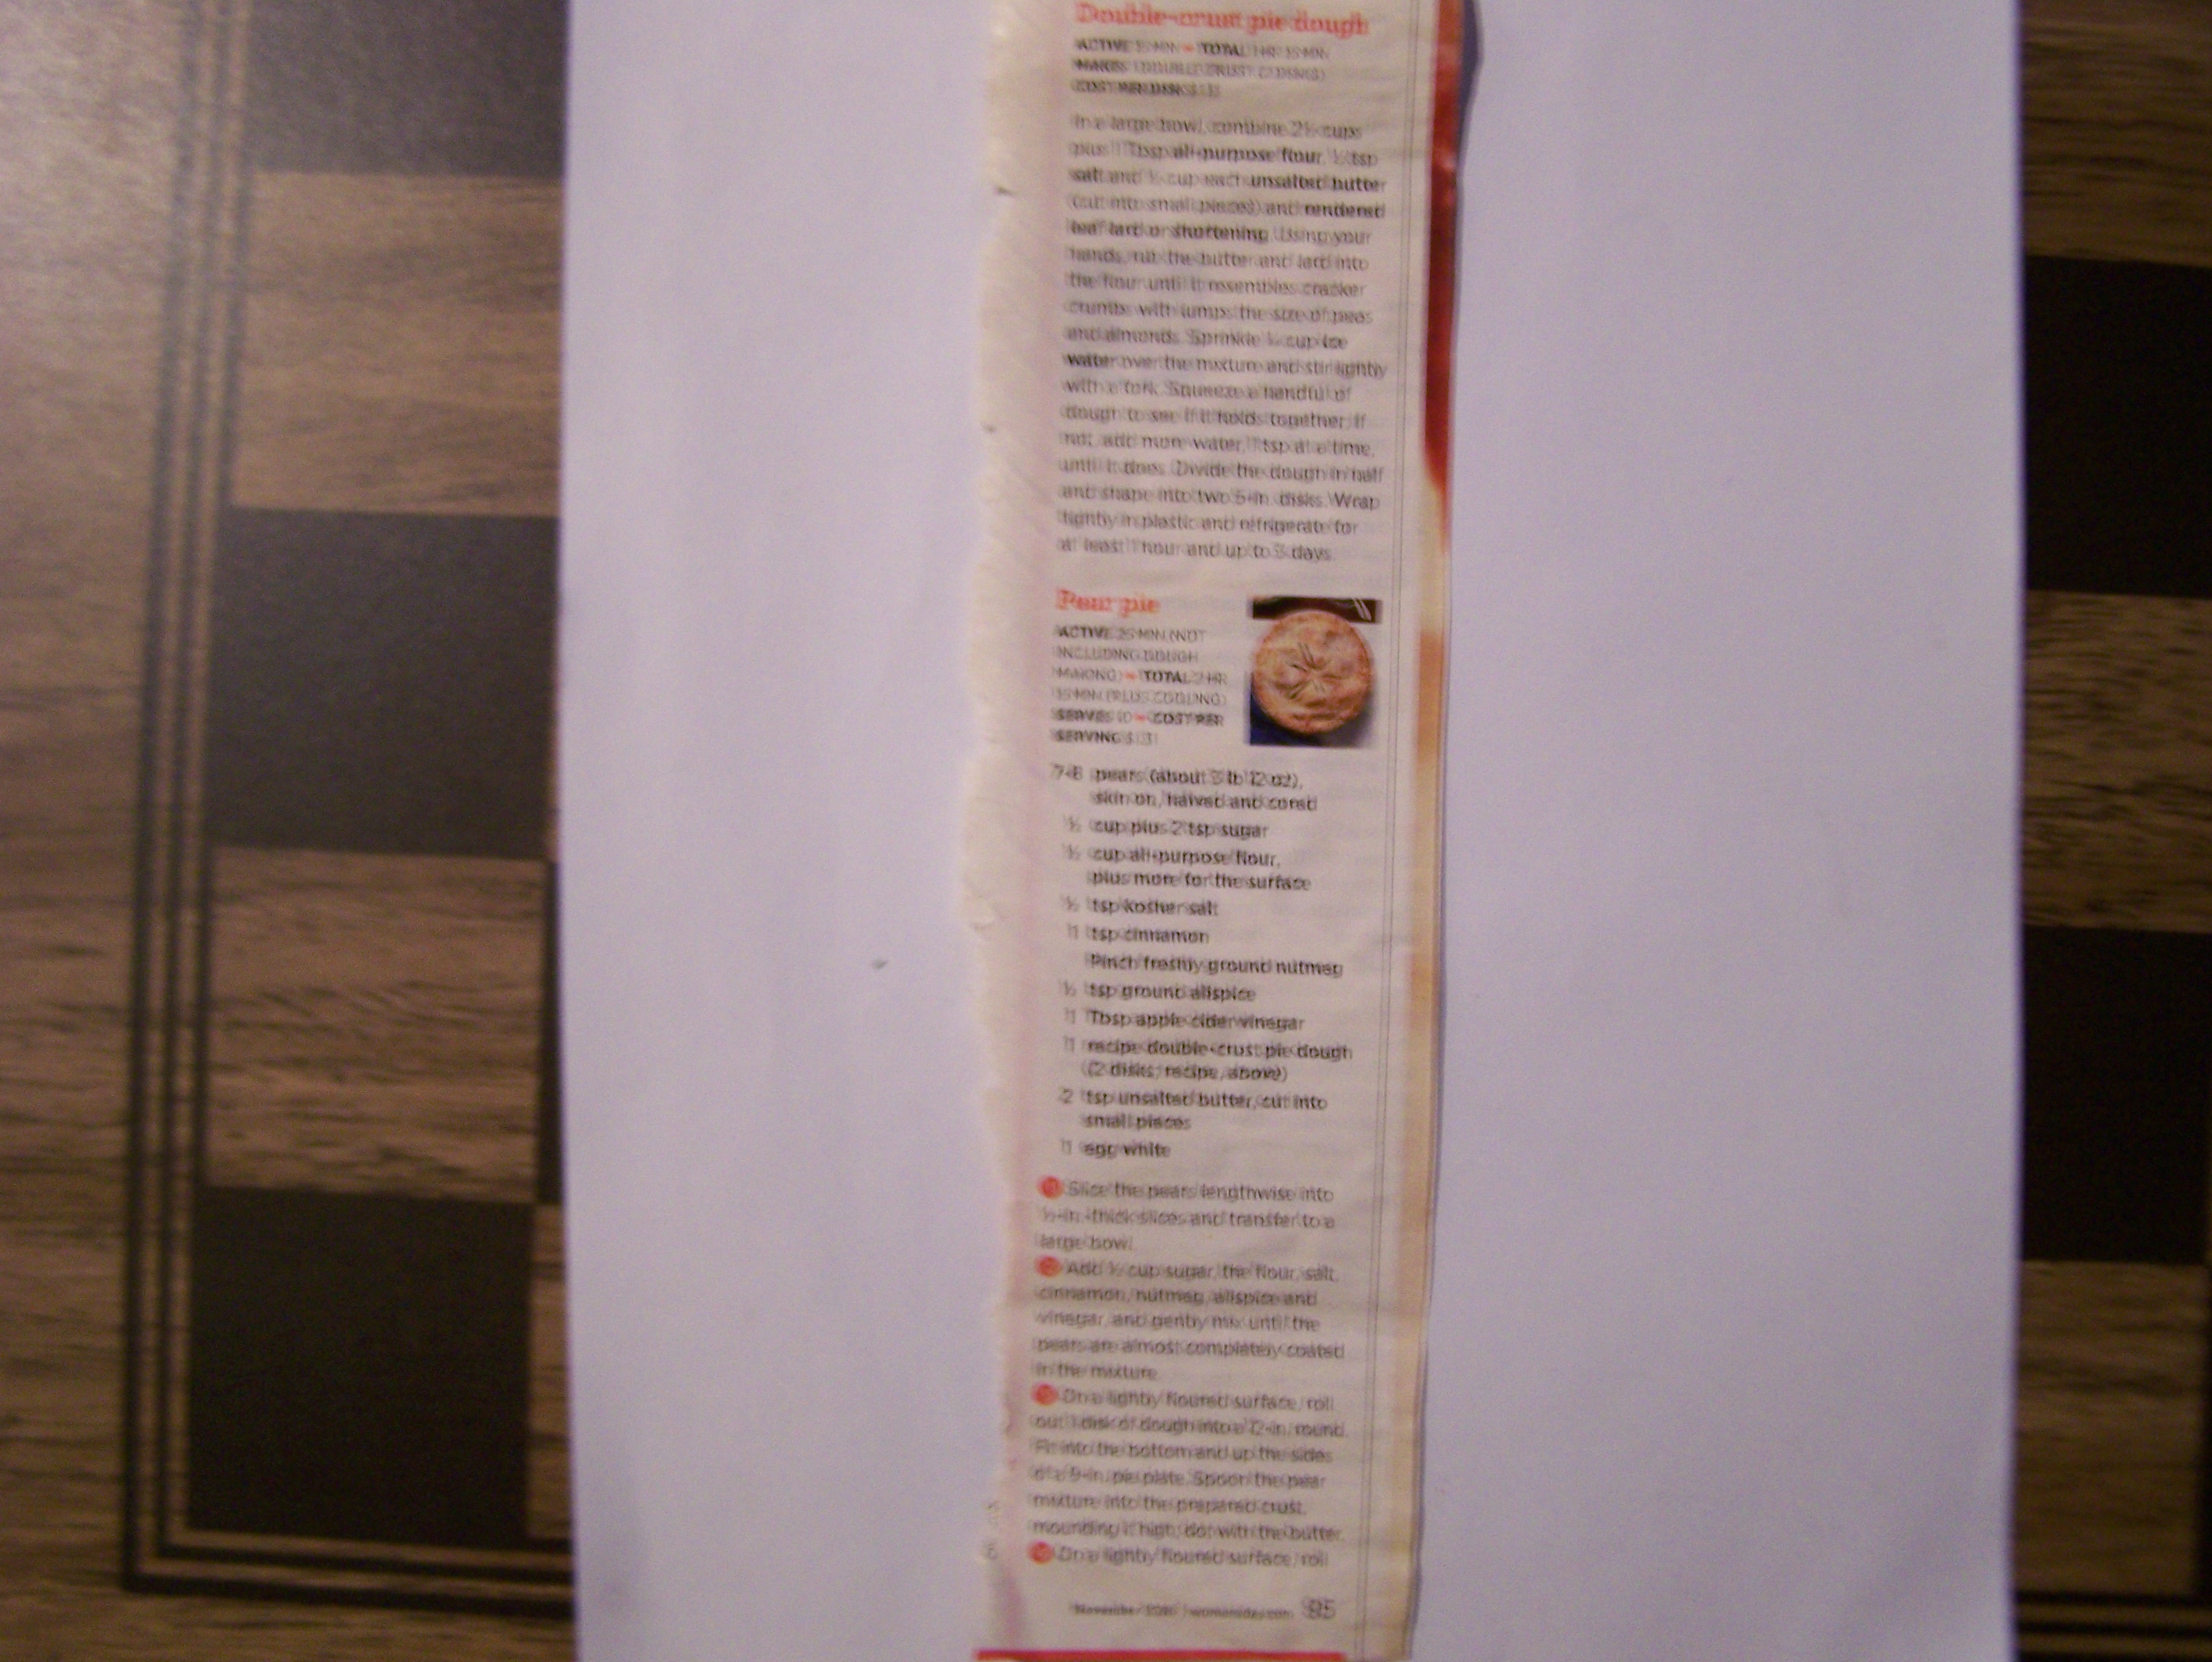 Double-crust pie dough
ACTIVE 15 MIN TOTAL 1 HR 15 MIN
MAKES 1 DOUBLE CRUST (2 DISKS)
COST PER DISK
In a large bowl, combine 2½ cups
plus 1 Tbsp all-purpose flour, tsp
salt and cup each unsalted butter
(cut into small pieces) and rendered
leaf lard or shortening. Using your
hands, rub the butter and lard into
the flour until it resembles cracker
crumbs with lumps the size of peas
and almonds. Sprinkle cup ice
water over the mixture and stir lightly
with a fork. Squeeze a handful of
dough to see if it holds together; if
not, add more water, 1 tsp at a time,
until it does. Divide the dough in half
and shape into two 5-in. disks. Wrap
tightly in plastic and refrigerate for
at least 1 hour and up to 3 days.
Pear pie
ACTIVE 25 MIN (NOT
INCLUDING DOUGH
MAKING) TOTAL 2 HR
15 MIN (PLUS COOLING)
SERVES 10 COST PER
SERVING
7-8 pears (about 3 lb 12 oz),
skin on, halved and cored
cup plus 2 tsp sugar
cup all-purpose flour,
plus more for the surface
½ tsp kosher salt
1 tsp cinnamon
Pinch freshly ground nutmeg
tsp ground allspice
1 Tbsp apple cider vinegar
1 recipe double-crust pie dough
(2 disks; recipe, above)
2 tsp unsalted butter, cut into
small pieces
1 egg white
1 Slice the pears lengthwise into
½-in.-thick slices and transfer to a
large bowl.
2 Add cup sugar, the flour, salt,
cinnamon, nutmeg, allspice and
vinegar, and gently mix until the
pears are almost completely coated
in the mixture.
3 On a lightly floured surface, roll
out 1 disk of dough into a 12-in. round.
Fit into the bottom and up the sides
of a 9-in. pie plate. Spoon the pear
mixture into the prepared crust,
mounding it high; dot with the butter.
4 On a lightly floured surface, roll
November womansday.com 95